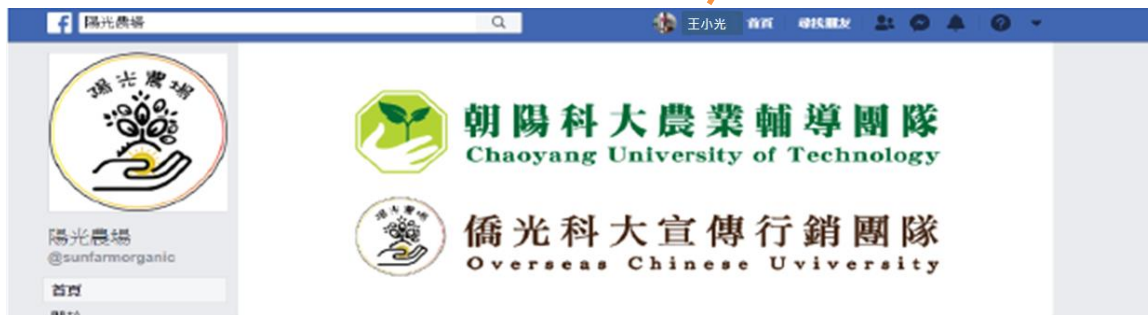 陽光農場
王小光 首頁 尋找朋友
陽光農場
朝陽科大農業輔導團隊
Chaoyang University of Technology
陽光農場
僑光科大宣傳行銷團隊
Overseas Chinese Uviversity
陽光農場
@sunfarmorganic
首頁